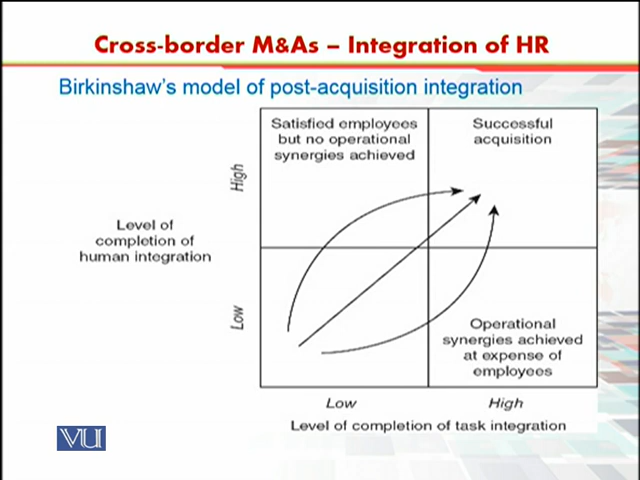 Cross-border M&As – Integration of HR
Birkinshaw's model of post-acquisition integration
Satisfied employees
but no operational
synergies achieved
Successful
acquisition
High
Level of
completion of
human integration
Low
Operational
synergies achieved
at expense of
employees
Low
High
Level of completion of task integration
VU